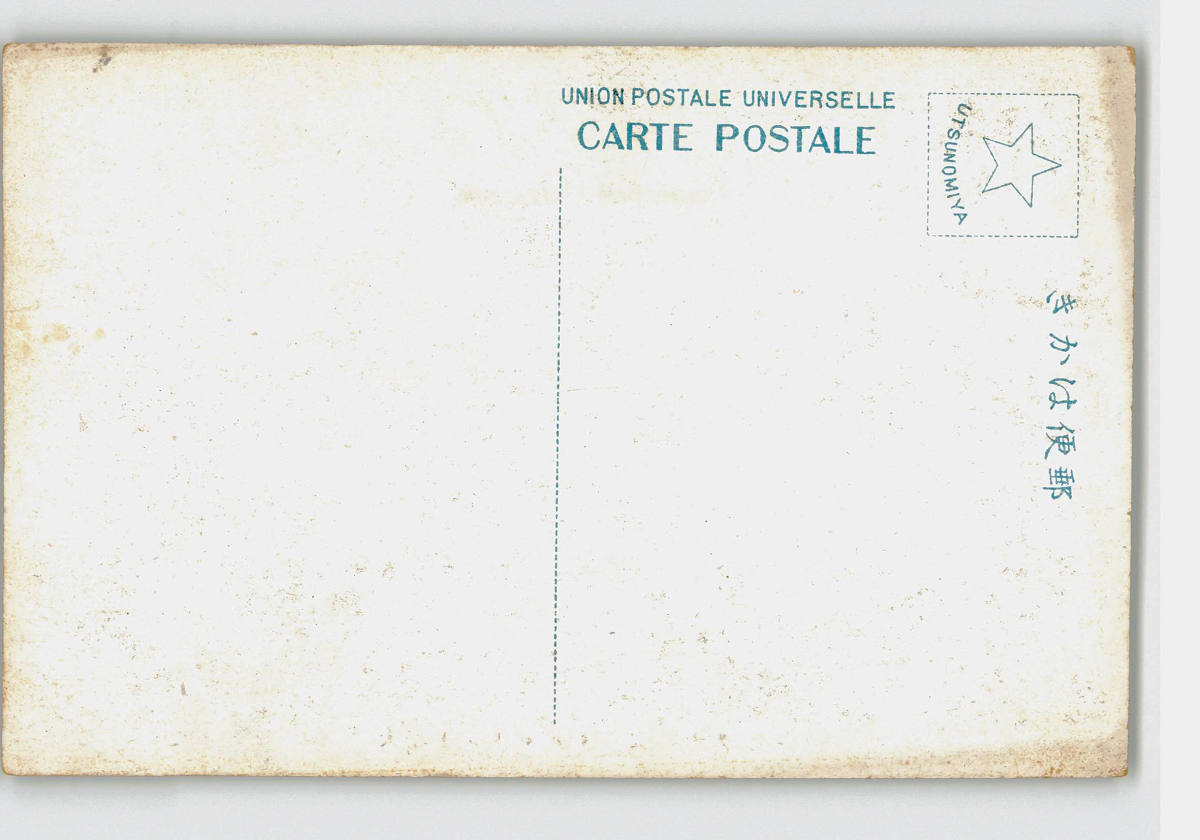 UNION POSTALE UNIVERSELLE
CARTE POSTALE
UTSUNOMIYA
郵便はかき